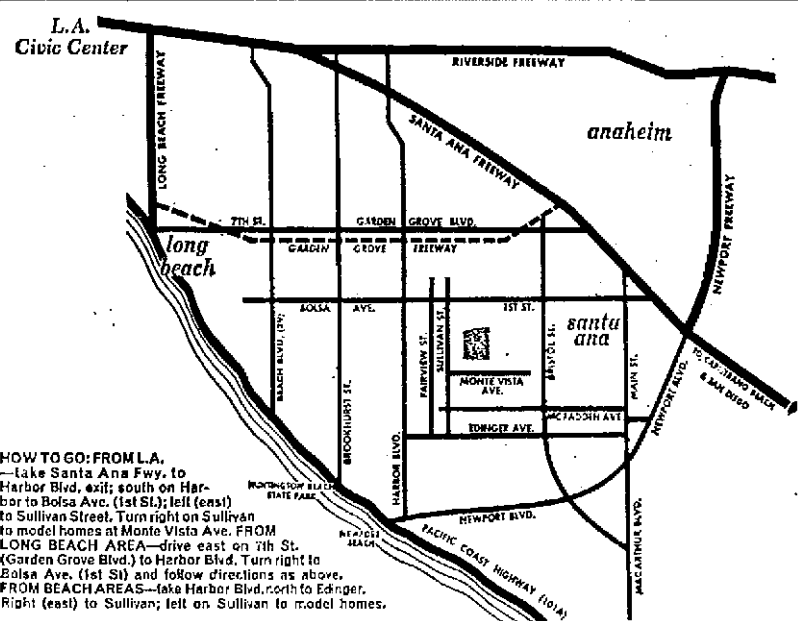 L.A.
Civic Center
RIVERSIDE FREEWAY
LONG BEACH FREEWAY
SANTA ANA FREEWAY
anaheim
NEWPORT FREEWAY
7TH ST.
GARDEN GROVE BLVD.
GARDEN GROVE FREEWAY
long
beach
BOLSA AVE.
1ST ST.
santa
ana
FAIRVIEW ST.
SULLIVAN ST.
BRISTOL ST.
MAIN ST.
BEACH BLVD. (39)
BROOKHURST ST.
HARBOR BLVD.
MONTE VISTA
AVE.
MC FADDEN AVE
EDINGER AVE.
NEWPORT BLVD.
TO CAPISTRANO BEACH
& SAN DIEGO
HUNTINGTON BEACH
STATE PARK
NEWPORT
BEACH
NEWPORT BLVD.
PACIFIC COAST HIGHWAY (101A)
MAC ARTHUR BLVD.
HOW TO GO: FROM L.A.
—take Santa Ana Fwy. to
Harbor Blvd. exit; south on Har-
bor to Bolsa Ave. (1st St.); left (east)
to Sullivan Street. Turn right on Sullivan
to model homes at Monte Vista Ave. FROM
LONG BEACH AREA—drive east on 7th St.
(Garden Grove Blvd.) to Harbor Blvd. Turn right to
Bolsa Ave. (1st St) and follow directions as above.
FROM BEACH AREAS—take Harbor Blvd. north to Edinger.
Right (east) to Sullivan; left on Sullivan to model homes.